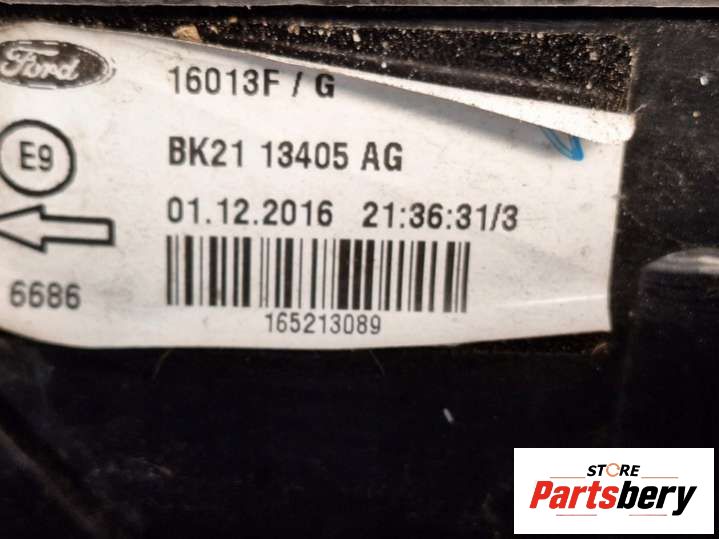 Ford
16013F / G
E9
BK21 13405 AG
01.12.2016 21:36:31/3
6686
165213089
STORE
Partsbery